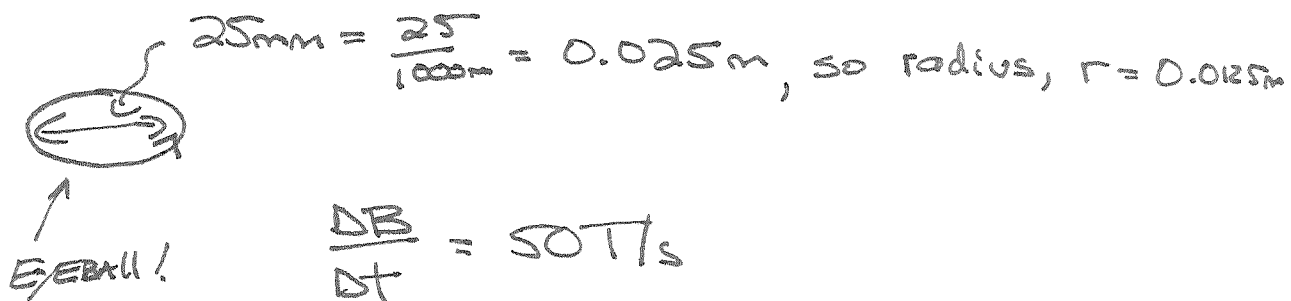 25mm = 25/1000m = 0.025m, so radius, r = 0.0125m
ΔB/Δt = 50T/s
EYEBALL!